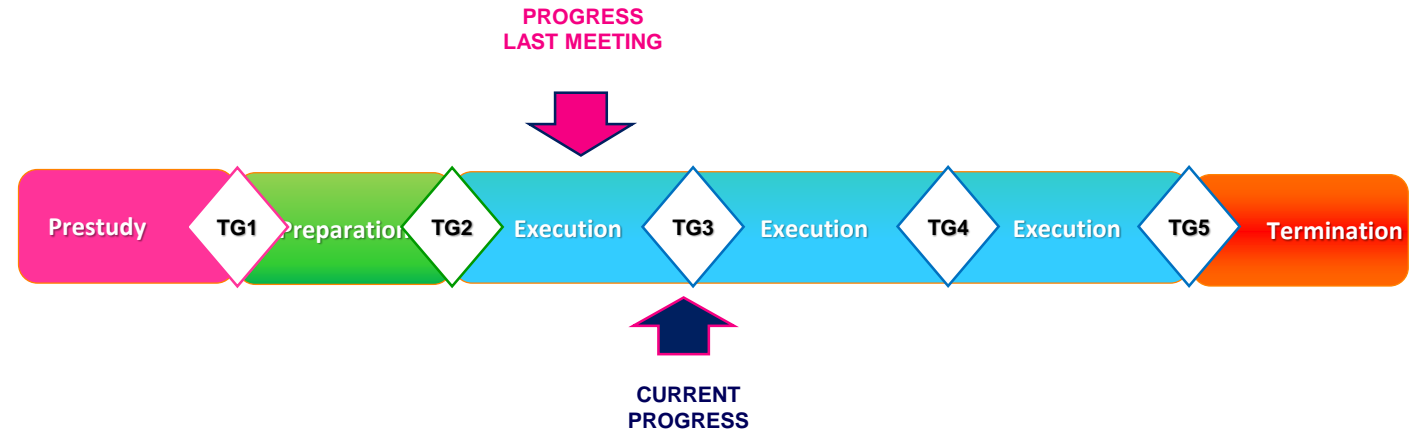 PROGRESS
LAST MEETING
Prestudy TG1 Preparation TG2 Execution TG3 Execution TG4 Execution TG5 Termination
CURRENT
PROGRESS